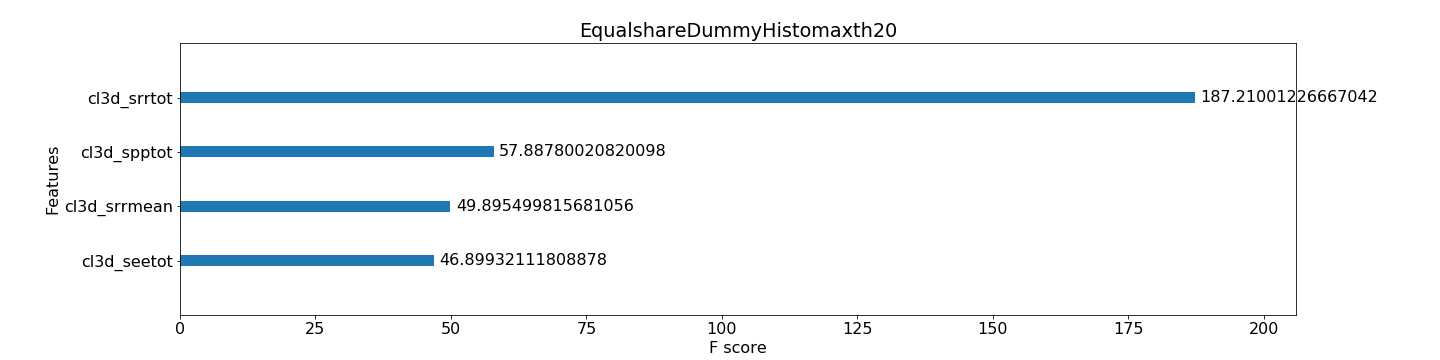 EqualshareDummyHistomaxth20
Features
cl3d_srrtot
187.21001226667042
cl3d_spptot
57.88780020820098
cl3d_srrmean
49.895499815681056
cl3d_seetot
46.89932111808878
0 25 50 75 100 125 150 175 200
F score